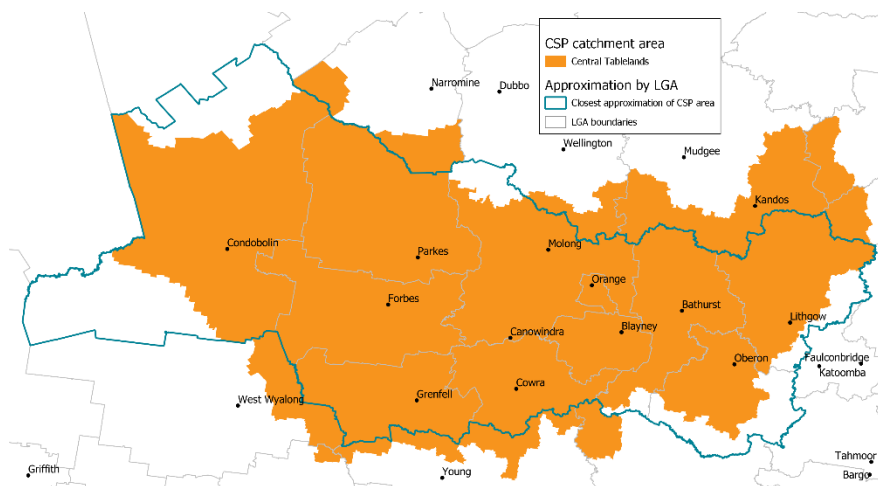 CSP catchment area
Central Tablelands
Approximation by LGA
Closest approximation of CSP area
LGA boundaries
Narromine
Dubbo
Wellington
Mudgee
Kandos
Condobolin
Parkes
Molong
Orange
Forbes
Bathurst
Lithgow
Canowindra
Blayney
Oberon
Faulconbridge
Katoomba
Cowra
Grenfell
West Wyalong
Tahmoor
Griffith
Young
Bargo